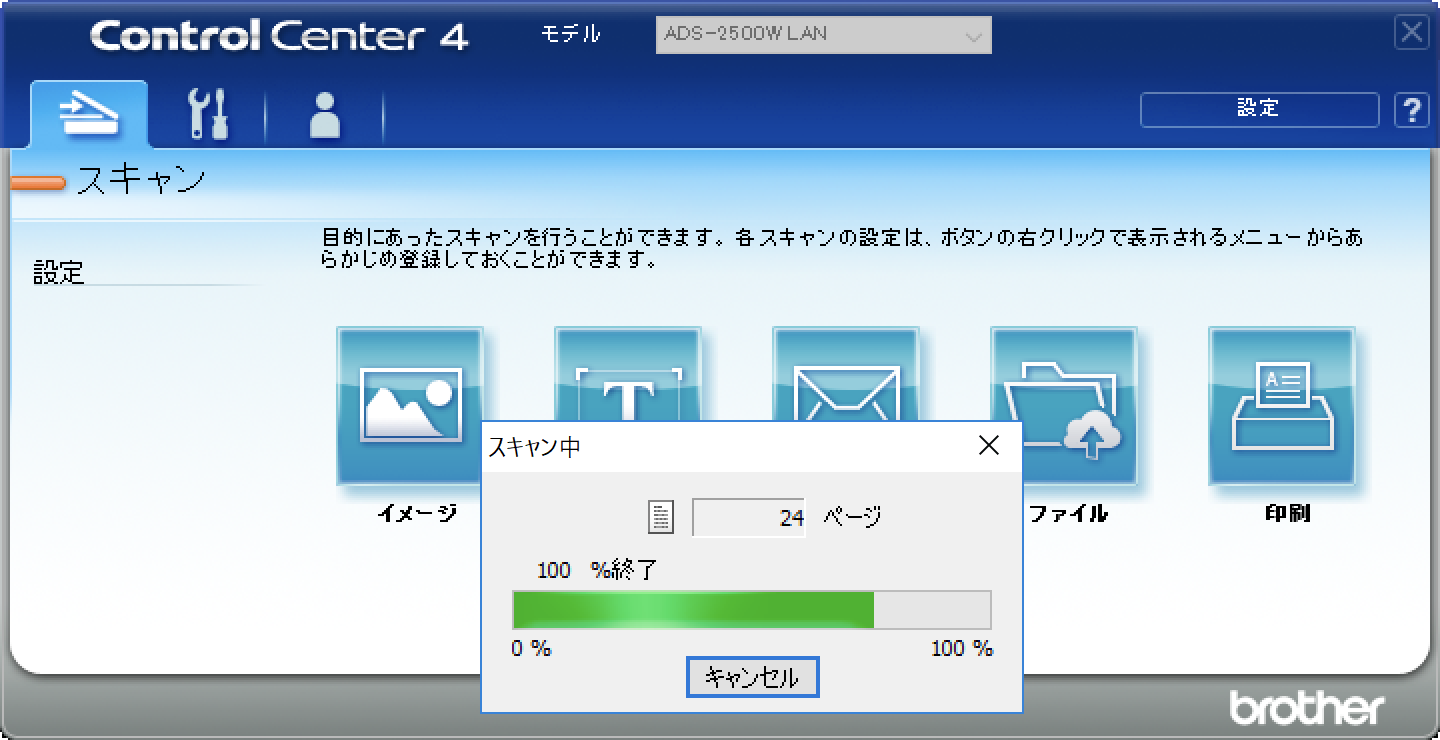 Control Center 4
モデル
ADS-2500W LAN
設定
?
スキャン
設定
目的にあったスキャンを行うことができます。各スキャンの設定は、ボタンの右クリックで表示されるメニューからあ
らかじめ登録しておくことができます。
T
A
イメージ
ファイル
印刷
スキャン中
24 ページ
100 %終了
0 %
100 %
キャンセル
brother